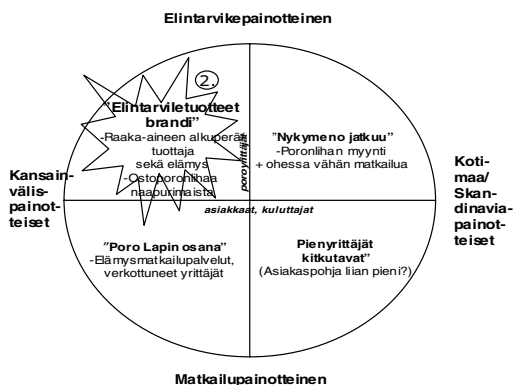 Elintarvikepainotteinen
2.
"Elintarviletuotteet
brandi"
-Raaka-aineen alkuperä,
tuottaja
sekä elämys
-Ostoporonlihaa
naapurimaista
poroyrittäjät
"Nykymeno jatkuu"
-Poronlihan myynti
+ ohessa vähän matkailua
Kansain-
välis-
painot-
teiset
Koti-
maa/
Skan-
dinavia-
painot-
teiset
asiakkaat, kuluttajat
"Poro Lapin osana"
-Elämysmatkailupalvelut,
verkottuneet yrittäjät
Pienyrittäjät
kitkutavat"
(Asiakaspohja liian pieni?)
Matkailupainotteinen